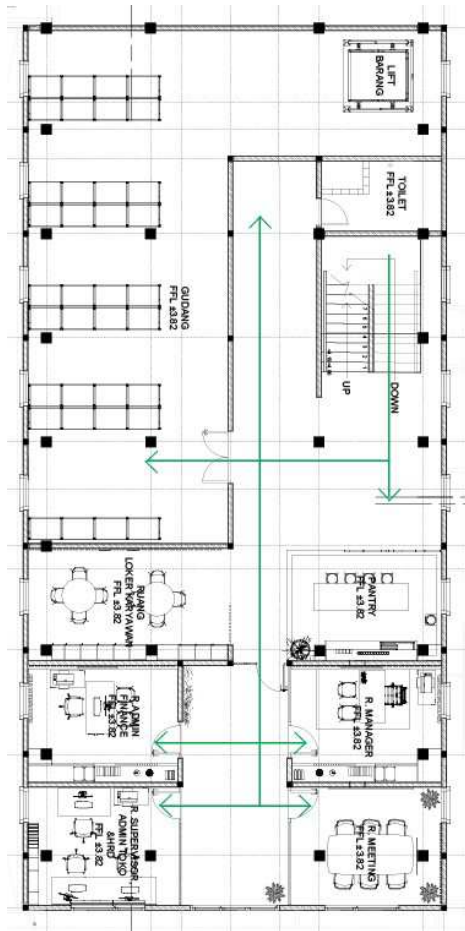 LIFT
BARANG
TOILET
FFL ±3.82
GUDANG
FFL ±3.82
UP
DOWN
RUANG
LOKER KARYAWAN
FFL ±3.82
PANTRY
FFL ±3.82
R. ADMIN
FINANCE
FFL ±3.82
R. MANAGER
FFL ±3.82
R. SUPERVISOR,
ADMIN TOKO
&HRD
FFL ±3.82
R. MEETING
FFL ±3.82